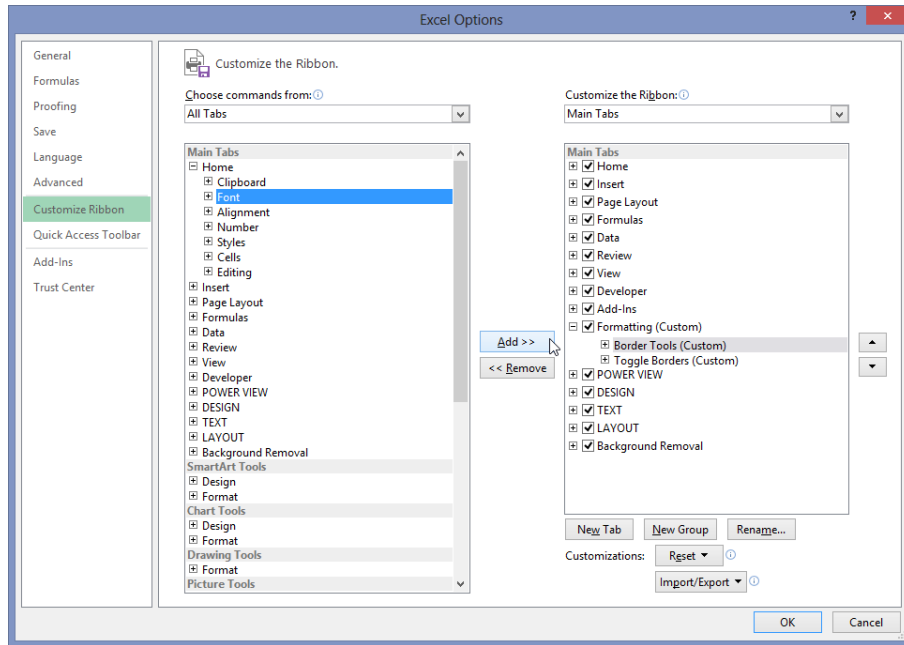 Excel Options
?
×
General
Formulas
Proofing
Save
Language
Advanced
Customize Ribbon
Quick Access Toolbar
Add-Ins
Trust Center
Customize the Ribbon.
Choose commands from:
All Tabs
Main Tabs
Home
Clipboard
Font
Alignment
Number
Styles
Cells
Editing
Insert
Page Layout
Formulas
Data
Review
View
Developer
POWER VIEW
DESIGN
TEXT
LAYOUT
Background Removal
SmartArt Tools
Design
Format
Chart Tools
Design
Format
Drawing Tools
Format
Picture Tools
Add >>
<< Remove
Customize the Ribbon:
Main Tabs
Main Tabs
Home
Insert
Page Layout
Formulas
Data
Review
View
Developer
Add-Ins
Formatting (Custom)
Border Tools (Custom)
Toggle Borders (Custom)
POWER VIEW
DESIGN
TEXT
LAYOUT
Background Removal
New Tab
New Group
Rename...
Customizations:
Reset
Import/Export
OK
Cancel